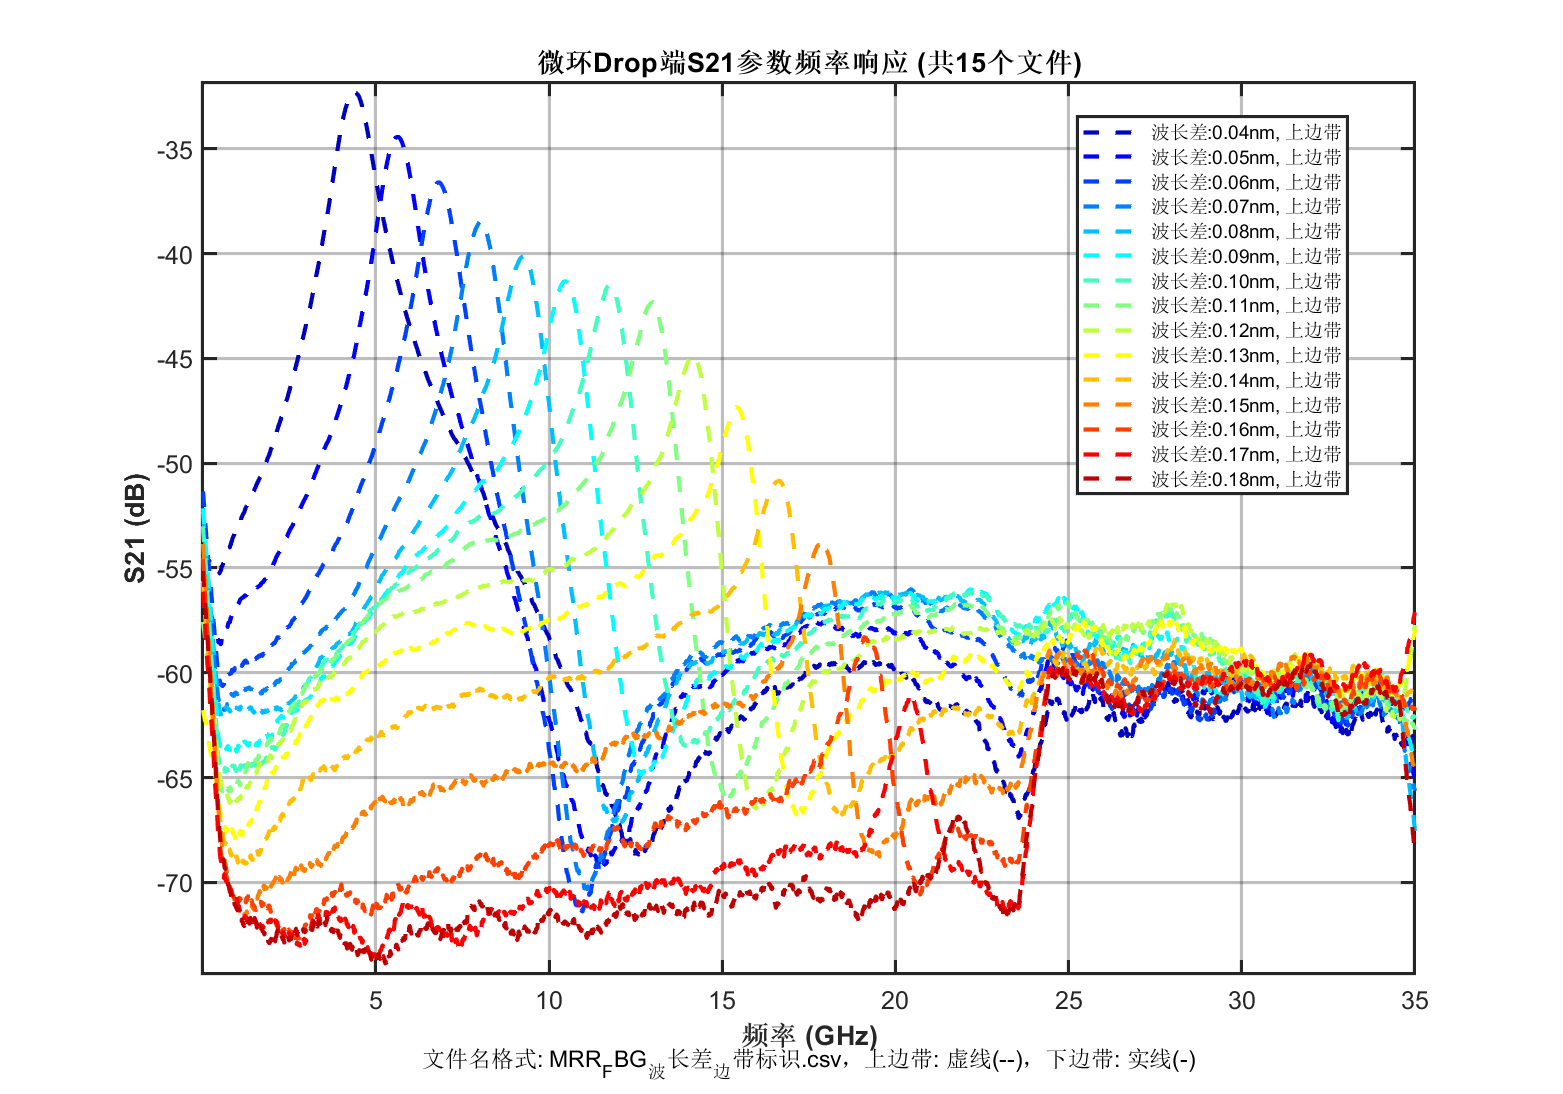 微环Drop端S21参数频率响应 (共15个文件)
波长差:0.04nm, 上边带
波长差:0.05nm, 上边带
波长差:0.06nm, 上边带
波长差:0.07nm, 上边带
波长差:0.08nm, 上边带
波长差:0.09nm, 上边带
波长差:0.10nm, 上边带
波长差:0.11nm, 上边带
波长差:0.12nm, 上边带
波长差:0.13nm, 上边带
波长差:0.14nm, 上边带
波长差:0.15nm, 上边带
波长差:0.16nm, 上边带
波长差:0.17nm, 上边带
波长差:0.18nm, 上边带
S21 (dB)
-35
-40
-45
-50
-55
-60
-65
-70
5 10 15 20 25 30 35
频率 (GHz)
文件名格式: MRR_FBG_波长差_边带标识.csv，上边带: 虚线(--)，下边带: 实线(-)